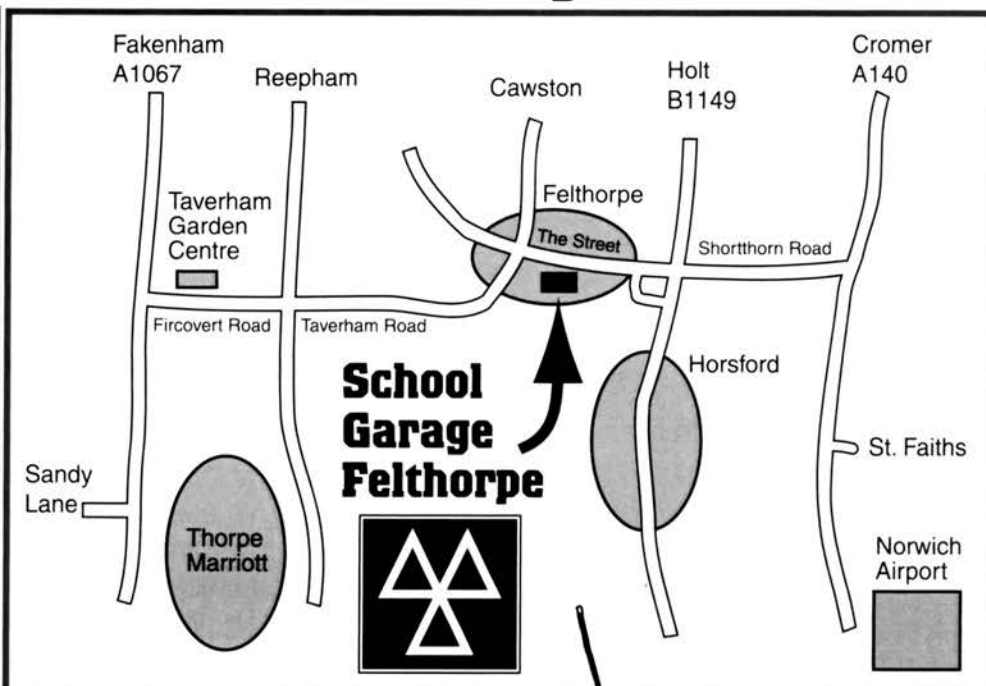 Fakenham
A1067
Reepham
Cawston
Holt
B1149
Cromer
A140
Taverham
Garden
Centre
Felthorpe
The Street
Shortthorn Road
Fircovert Road
Taverham Road
School
Garage
Felthorpe
Horsford
Sandy
Lane
St. Faiths
Thorpe
Marriott
Norwich
Airport